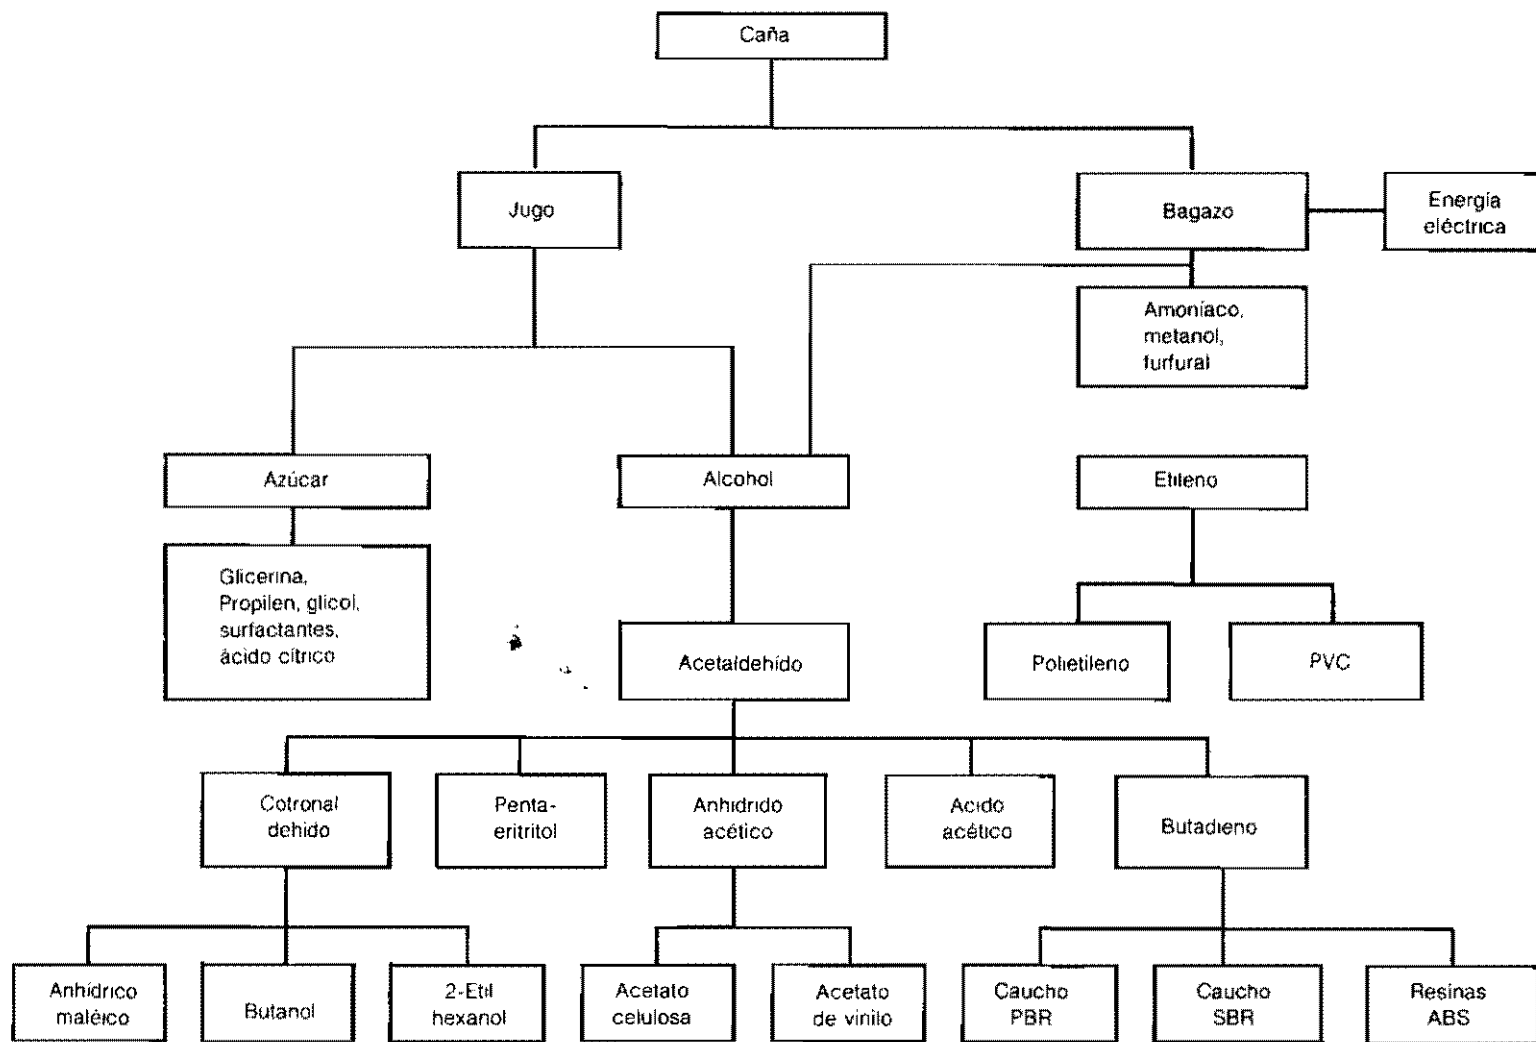 Caña
Jugo
Bagazo
Energía
eléctrica
Amoníaco,
metanol,
furfural
Azúcar
Alcohol
Etileno
Glicerina,
Propilen, glicol,
surfactantes,
ácido cítrico
Acetaldehído
Polietileno
PVC
Cotronal
dehido
Penta-
eritritol
Anhidrido
acético
Acido
acético
Butadieno
Anhídrico
maléico
Butanol
2-Etil
hexanol
Acetato
celulosa
Acetato
de vinilo
Caucho
PBR
Caucho
SBR
Resinas
ABS